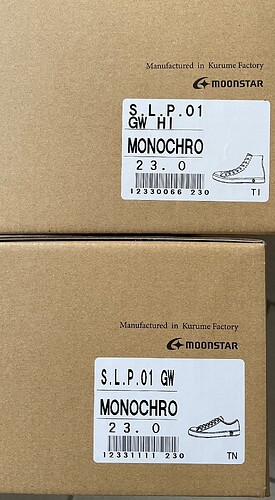 Manufactured in Kurume Factory
MOONSTAR
S.L.P.01
GW HI
MONOCHRO
23.0
12330066 230
TI
Manufactured in Kurume Factory
MOONSTAR
S.L.P.01 GW
MONOCHRO
23.0
12331111 230
TN